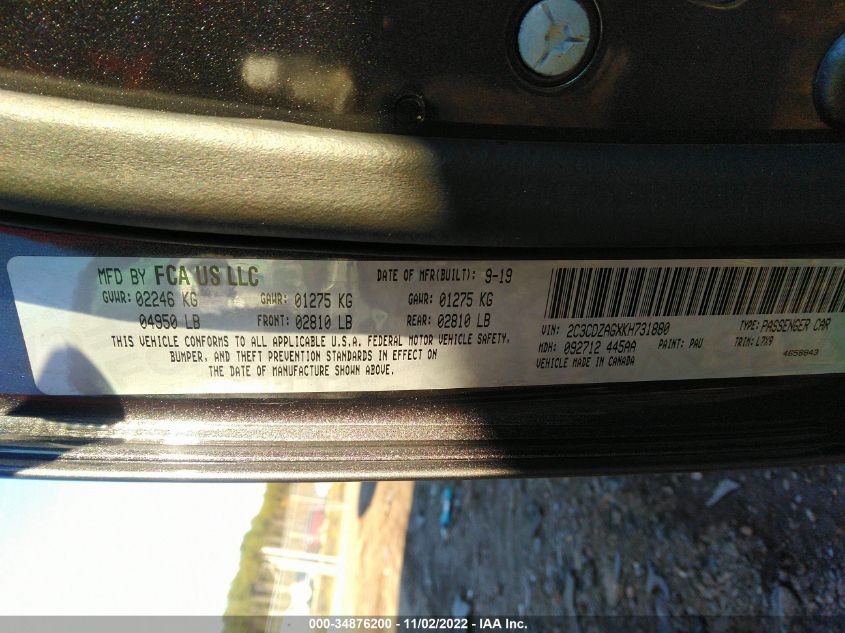 MFD BY FCA US LLC
DATE OF MFR(BUILT): 9-19
GVWR: 02246 KG GAWR: 01275 KG GAWR: 01275 KG
04950 LB FRONT: 02810 LB REAR: 02810 LB
THIS VEHICLE CONFORMS TO ALL APPLICABLE U.S.A. FEDERAL MOTOR VEHICLE SAFETY,
BUMPER, AND THEFT PREVENTION STANDARDS IN EFFECT ON
THE DATE OF MANUFACTURE SHOWN ABOVE.
VIN: 2C3CDZAGXKH731880 TYPE: PASSENGER CAR
MDH: 092712 445AA PAINT: PAU TRIM: L7X9
VEHICLE MADE IN CANADA 4658843
000-34876200 - 11/02/2022 - IAA Inc.